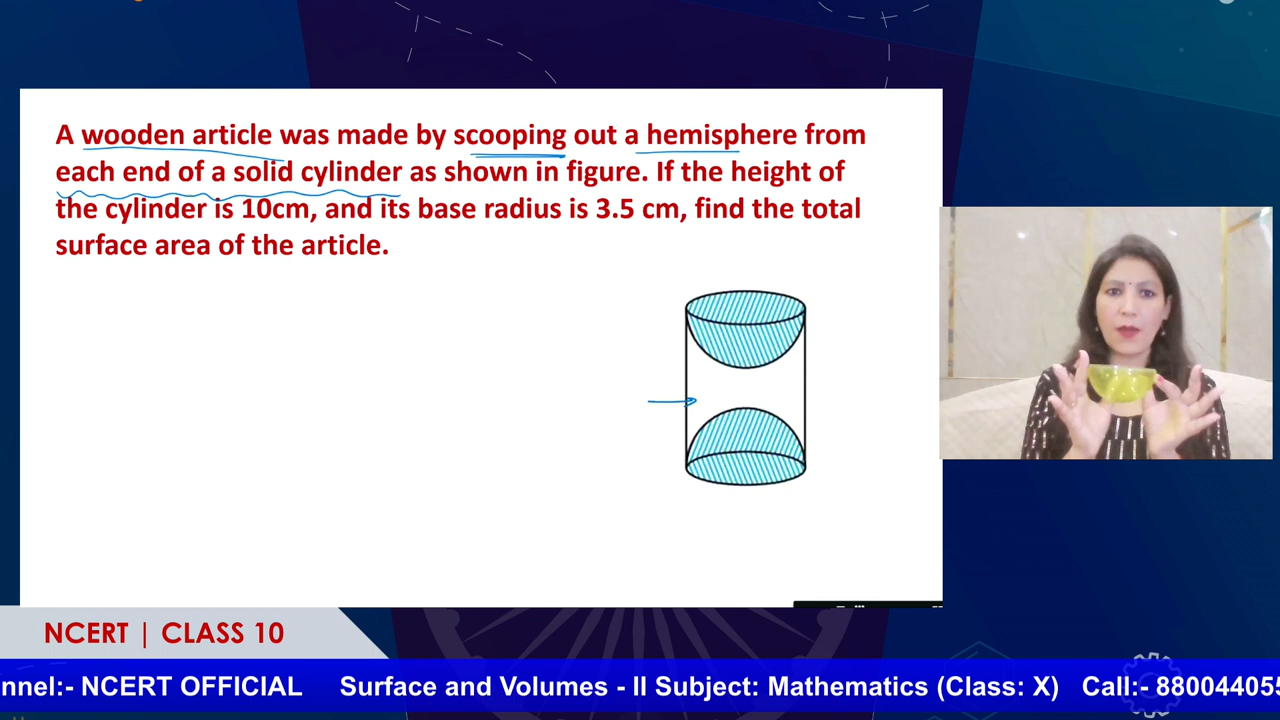 A wooden article was made by scooping out a hemisphere from
each end of a solid cylinder as shown in figure. If the height of
the cylinder is 10cm, and its base radius is 3.5 cm, find the total
surface area of the article.
NCERT | CLASS 10
nnel:- NCERT OFFICIAL Surface and Volumes - II Subject: Mathematics (Class: X) Call:- 880044055